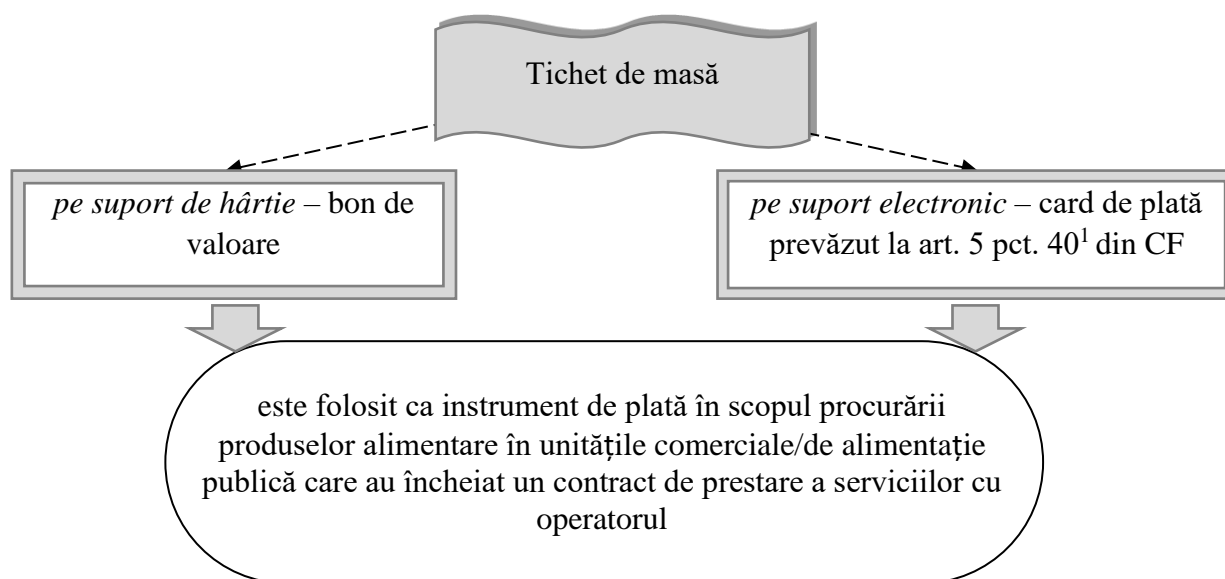 Tichet de masă
pe suport de hârtie – bon de
valoare
pe suport electronic – card de plată
prevăzut la art. 5 pct. 40¹ din CF
este folosit ca instrument de plată în scopul procurării
produselor alimentare în unitățile comerciale/de alimentație
publică care au încheiat un contract de prestare a serviciilor cu
operatorul